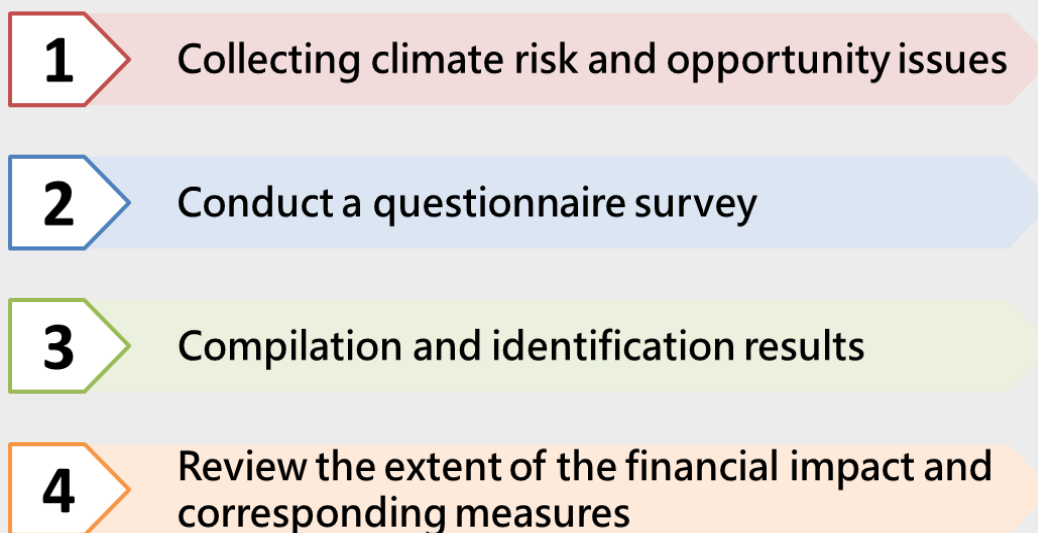 1 Collecting climate risk and opportunity issues
2 Conduct a questionnaire survey
3 Compilation and identification results
4 Review the extent of the financial impact and
corresponding measures